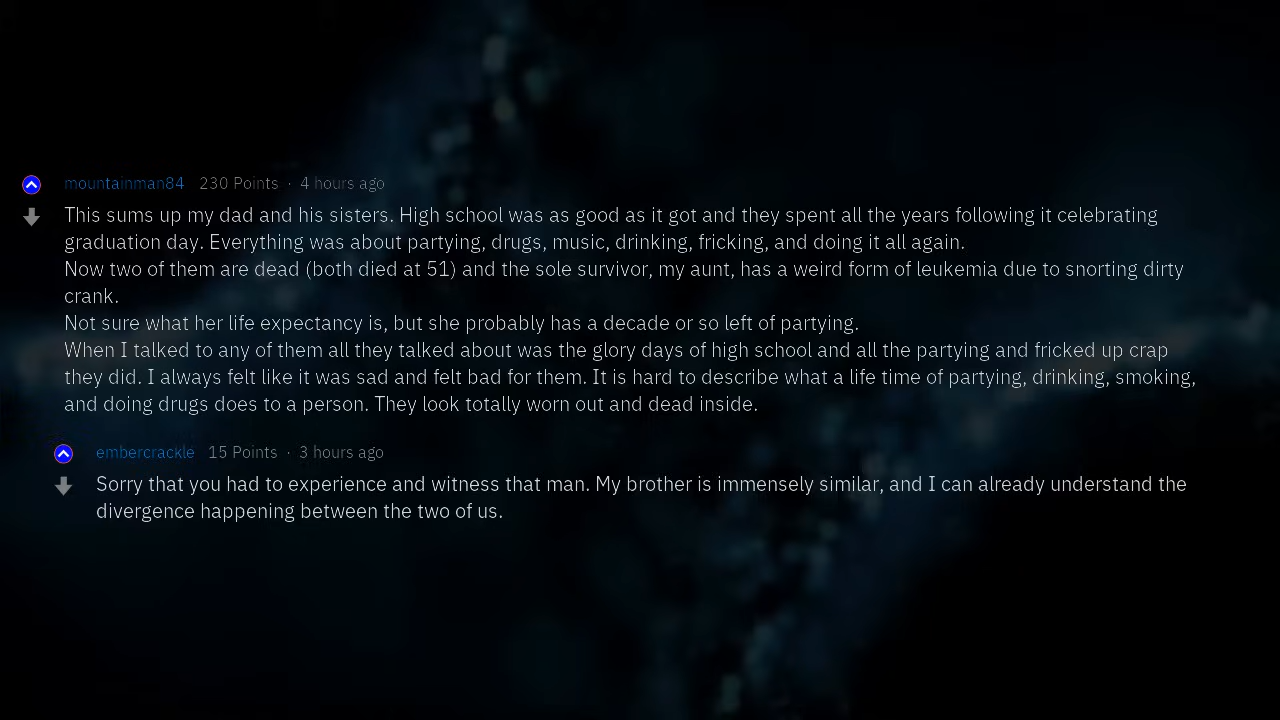 mountainman84 230 Points · 4 hours ago
This sums up my dad and his sisters. High school was as good as it got and they spent all the years following it celebrating
graduation day. Everything was about partying, drugs, music, drinking, fricking, and doing it all again.
Now two of them are dead (both died at 51) and the sole survivor, my aunt, has a weird form of leukemia due to snorting dirty
crank.
Not sure what her life expectancy is, but she probably has a decade or so left of partying.
When I talked to any of them all they talked about was the glory days of high school and all the partying and fricked up crap
they did. I always felt like it was sad and felt bad for them. It is hard to describe what a life time of partying, drinking, smoking,
and doing drugs does to a person. They look totally worn out and dead inside.
embercrackle 15 Points · 3 hours ago
Sorry that you had to experience and witness that man. My brother is immensely similar, and I can already understand the
divergence happening between the two of us.